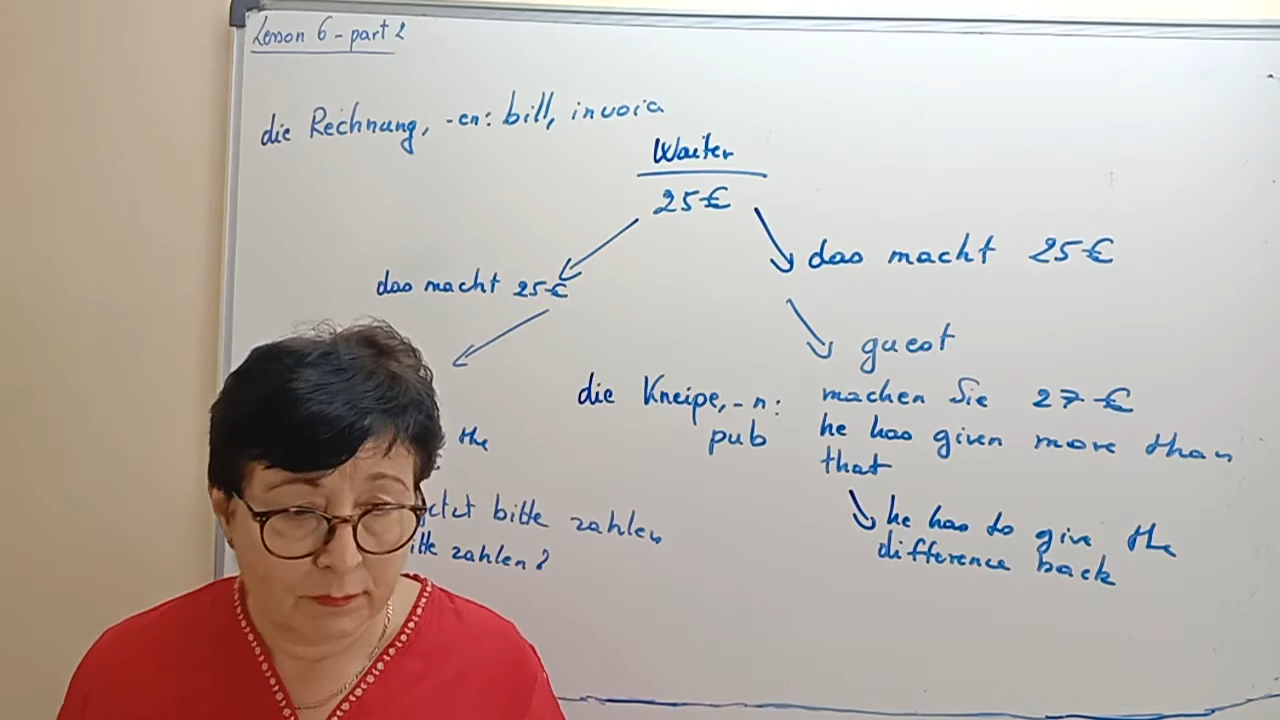 Lesson 6 - part 2
die Rechnung, -en: bill, invoice
Waiter
25€
das macht 25€
das macht 25€
guest
die Kneipe, -n:
pub
machen Sie 27€
he has given more than
that
he has to give the
difference back
the
jetzt bitte zahlen
bitte zahlen?